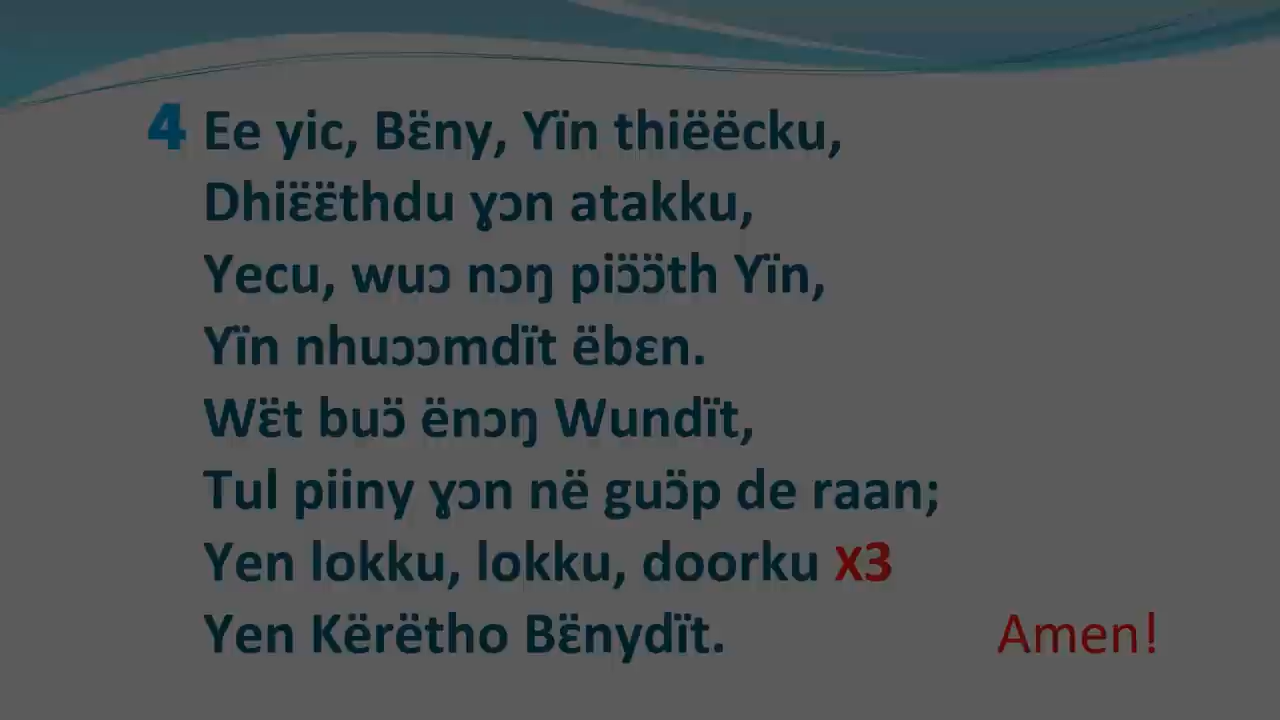 4 Ee yic, Bɛ̈ny, Yïn thiëëcku,
Dhiɛ̈ɛ̈thdu ɣɔn atakku,
Yecu, wuɔ nɔŋ piɔ̈ɔ̈th Yïn,
Yïn nhuɔɔmdït ëbɛn.
Wɛ̈t buɔ̈ ënɔŋ Wundït,
Tul piiny ɣɔn në guɔ̈p de raan;
Yen lokku, lokku, doorku X3
Yen Kërëtho Bɛ̈nydït. Amen!